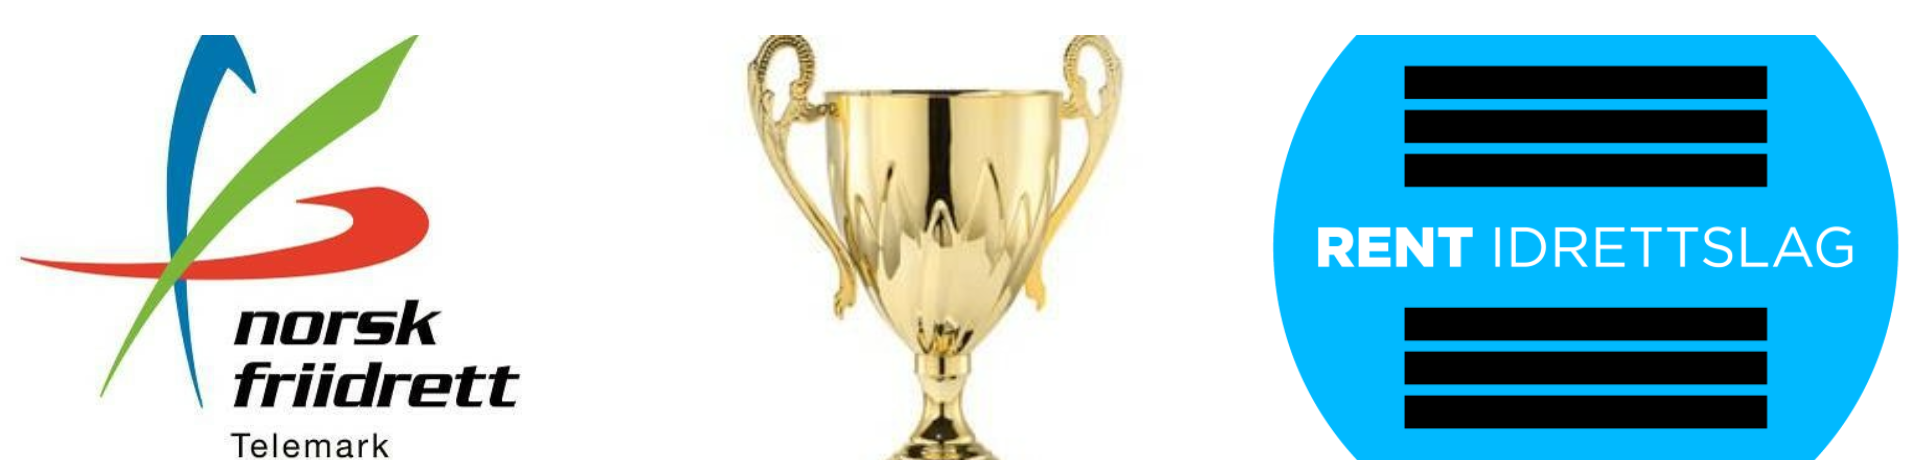 norsk
friidrett
Telemark
RENT IDRETTSLAG